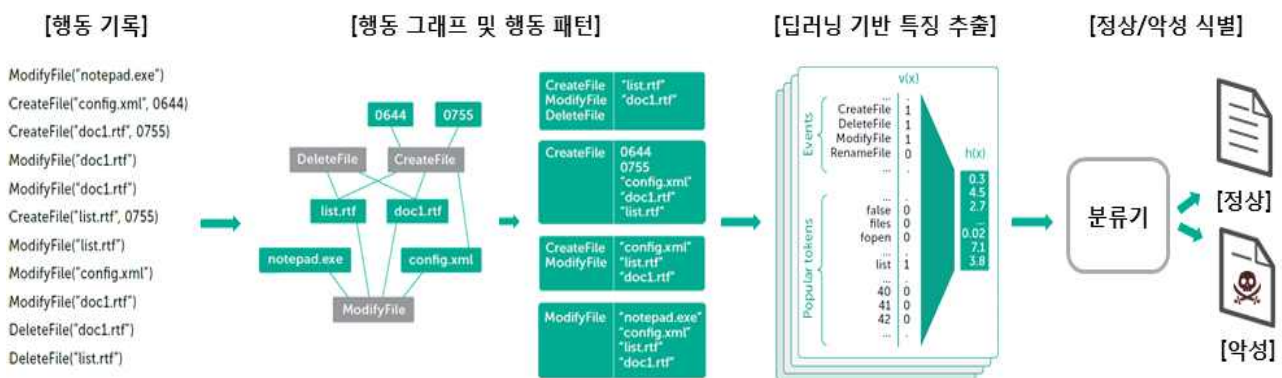 [행동 기록]
ModifyFile("notepad.exe")
CreateFile("config.xml", 0644)
CreateFile("doc1.rtf", 0755)
ModifyFile("doc1.rtf")
ModifyFile("doc1.rtf")
CreateFile("list.rtf", 0755)
ModifyFile("list.rtf")
ModifyFile("config.xml")
ModifyFile("doc1.rtf")
DeleteFile("doc1.rtf")
DeleteFile("list.rtf")
[행동 그래프 및 행동 패턴]
0644 0755
DeleteFile CreateFile
list.rtf doc1.rtf
notepad.exe config.xml
ModifyFile
CreateFile "list.rtf"
ModifyFile "doc1.rtf"
DeleteFile
CreateFile 0644
0755
"config.xml"
"doc1.rtf"
"list.rtf"
CreateFile "config.xml"
ModifyFile "list.rtf"
"doc1.rtf"
ModifyFile "notepad.exe"
"config.xml"
"list.rtf"
"doc1.rtf"
[딥러닝 기반 특징 추출]
v(x)
Events
... .
CreateFile 1
DeleteFile 1
ModifyFile 1
RenameFile 0
... .
Popular tokens
... .
false 0
files 0
fopen 0
... .
list 1
... .
40 0
41 0
42 0
... .
h(x)
0.3
4.5
2.7
...
0.02
7.1
3.8
[정상/악성 식별]
분류기
[정상]
[악성]